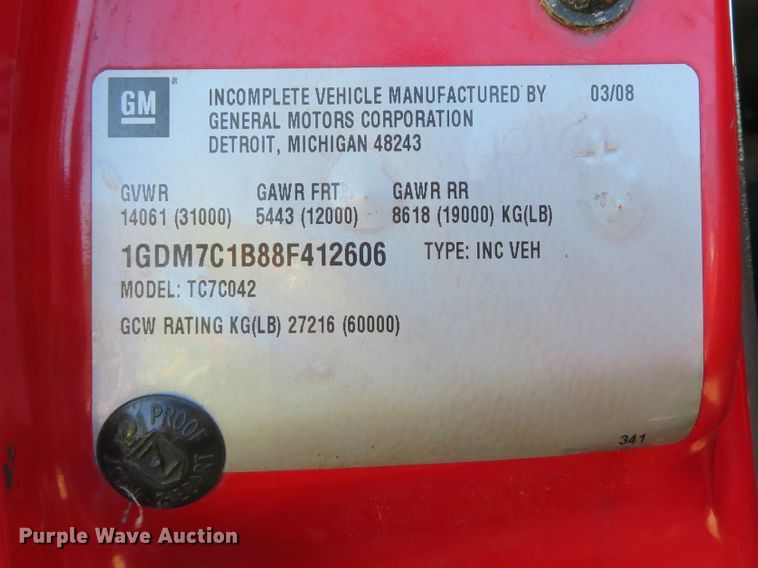 GM ®
INCOMPLETE VEHICLE MANUFACTURED BY 03/08
GENERAL MOTORS CORPORATION
DETROIT, MICHIGAN 48243
GVWR GAWR FRT GAWR RR
14061 (31000) 5443 (12000) 8618 (19000) KG(LB)
1GDM7C1B88F412606 TYPE: INC VEH
MODEL: TC7C042
GCW RATING KG(LB) 27216 (60000)
PROOF
341
Purple Wave Auction